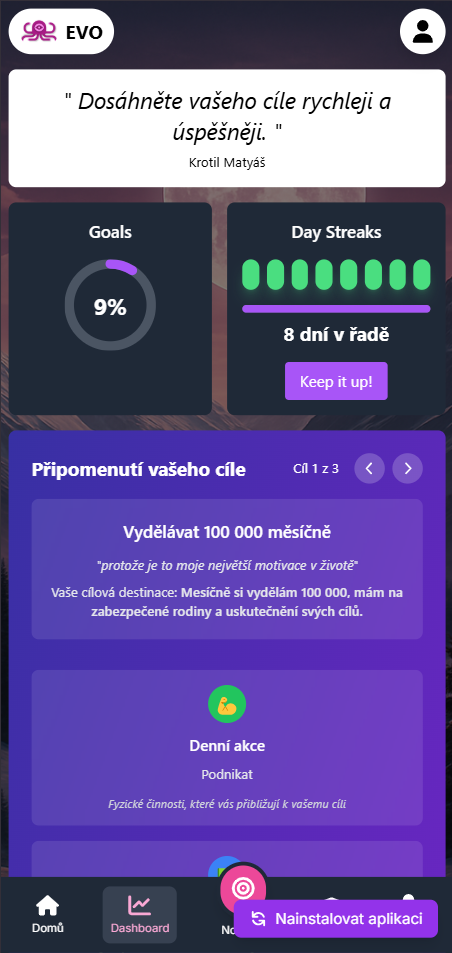 EVO
" Dosáhněte vašeho cíle rychleji a
úspěšněji. "
Krotil Matyáš
Goals
9%
Day Streaks
8 dní v řadě
Keep it up!
Připomenutí vašeho cíle
Cíl 1 z 3
Vydělávat 100 000 měsíčně
"protože je to moje největší motivace v životě"
Vaše cílová destinace: Mesíčně si vydělám 100 000, mám na
zabezpečené rodiny a uskutečnění svých cílů.
Denní akce
Podnikat
Fyzické činnosti, které vás přibližují k vašemu cíli
Domů
Dashboard
Nainstalovat aplikaci